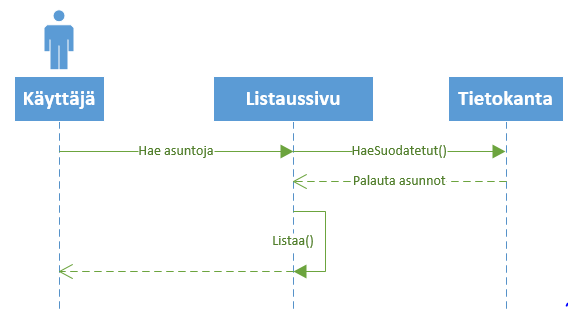 Käyttäjä
Listaussivu
Tietokanta
Hae asuntoja
HaeSuodatetut()
Palauta asunnot
Listaa()